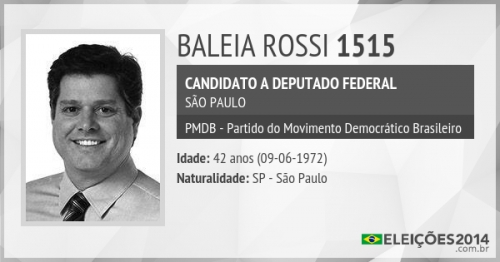 BALEIA ROSSI 1515
CANDIDATO A DEPUTADO FEDERAL
SÃO PAULO
PMDB - Partido do Movimento Democrático Brasileiro
Idade: 42 anos (09-06-1972)
Naturalidade: SP - São Paulo
ELEIÇÕES2014
.com.br